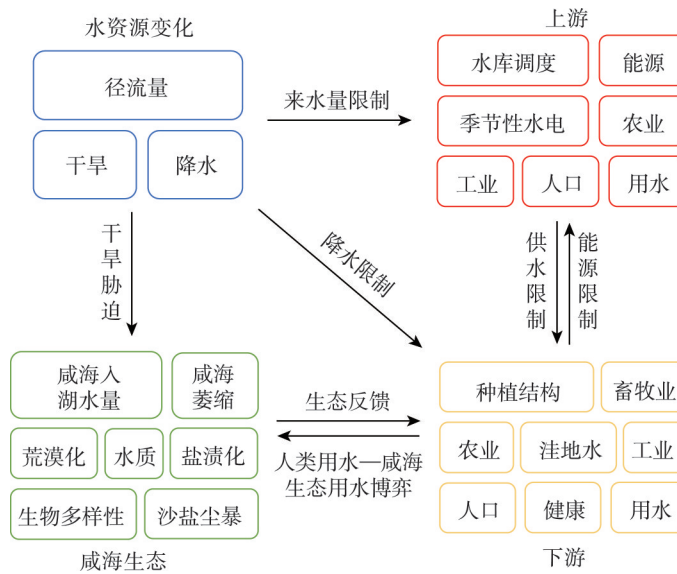 水资源变化
径流量
干旱
降水
来水量限制
上游
水库调度
能源
季节性水电
农业
工业
人口
用水
干旱胁迫
降水限制
供水限制
能源限制
咸海入
湖水量
咸海
萎缩
荒漠化
水质
盐渍化
生物多样性
沙盐尘暴
咸海生态
生态反馈
人类用水—咸海
生态用水博弈
种植结构
畜牧业
农业
洼地水
工业
人口
健康
用水
下游